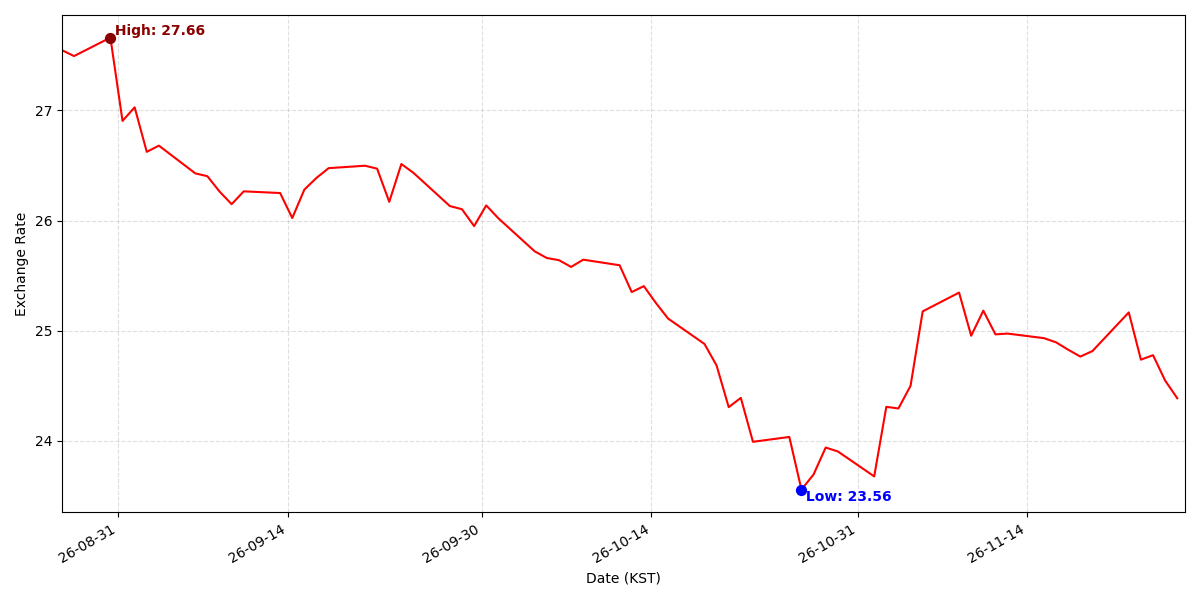 High: 27.66
27
26
25
24
Exchange Rate
Low: 23.56
26-08-31
26-09-14
26-09-30
26-10-14
26-10-31
26-11-14
Date (KST)